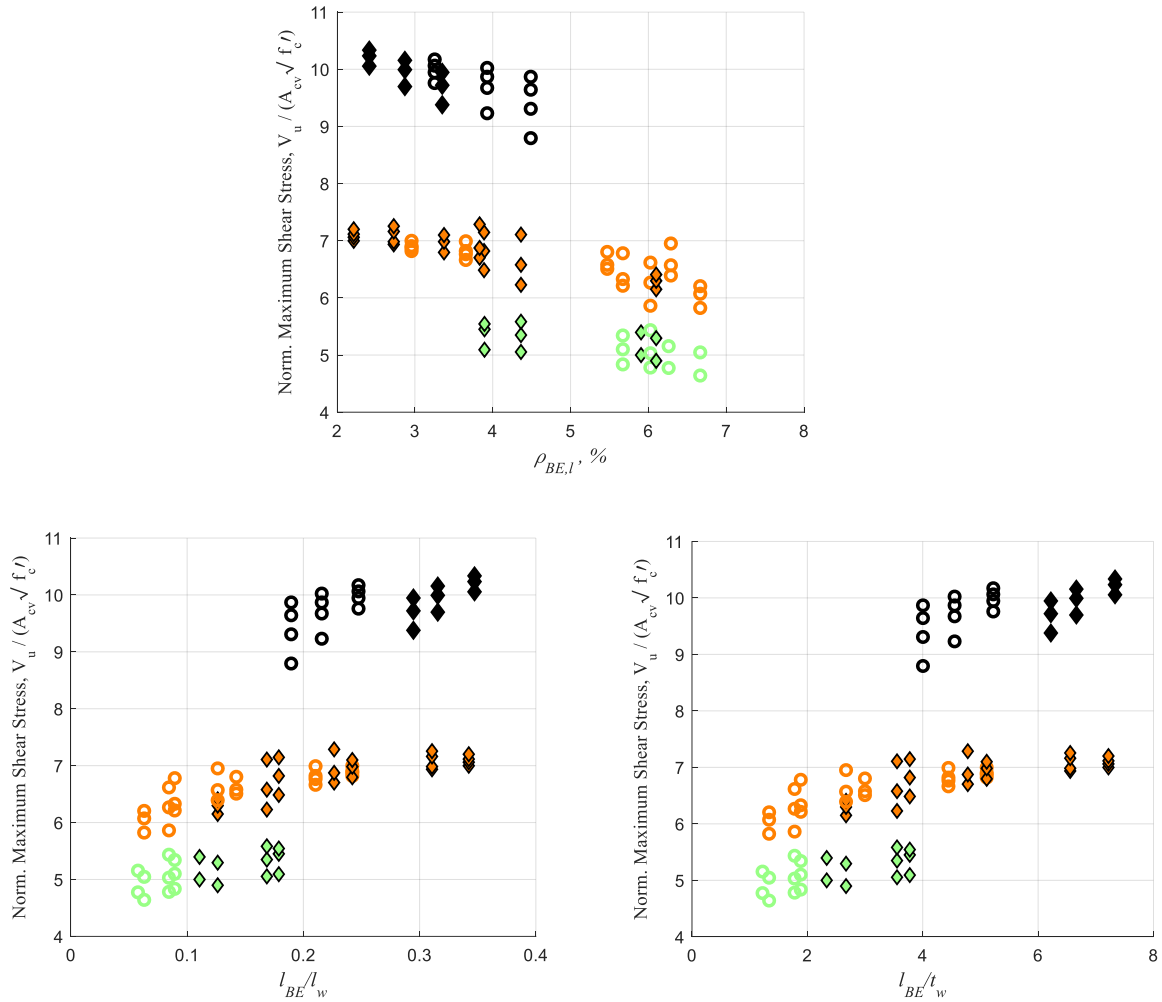 11
10
9
8
7
6
5
4
Norm. Maximum Shear Stress, V_u / (A_cv√ f_c′)
2 3 4 5 6 7 8
ρ_BE,l , %
11
10
9
8
7
6
5
4
Norm. Maximum Shear Stress, V_u / (A_cv√ f_c′)
0 0.1 0.2 0.3 0.4
l_BE/l_w
11
10
9
8
7
6
5
4
Norm. Maximum Shear Stress, V_u / (A_cv√ f_c′)
0 2 4 6 8
l_BE/t_w